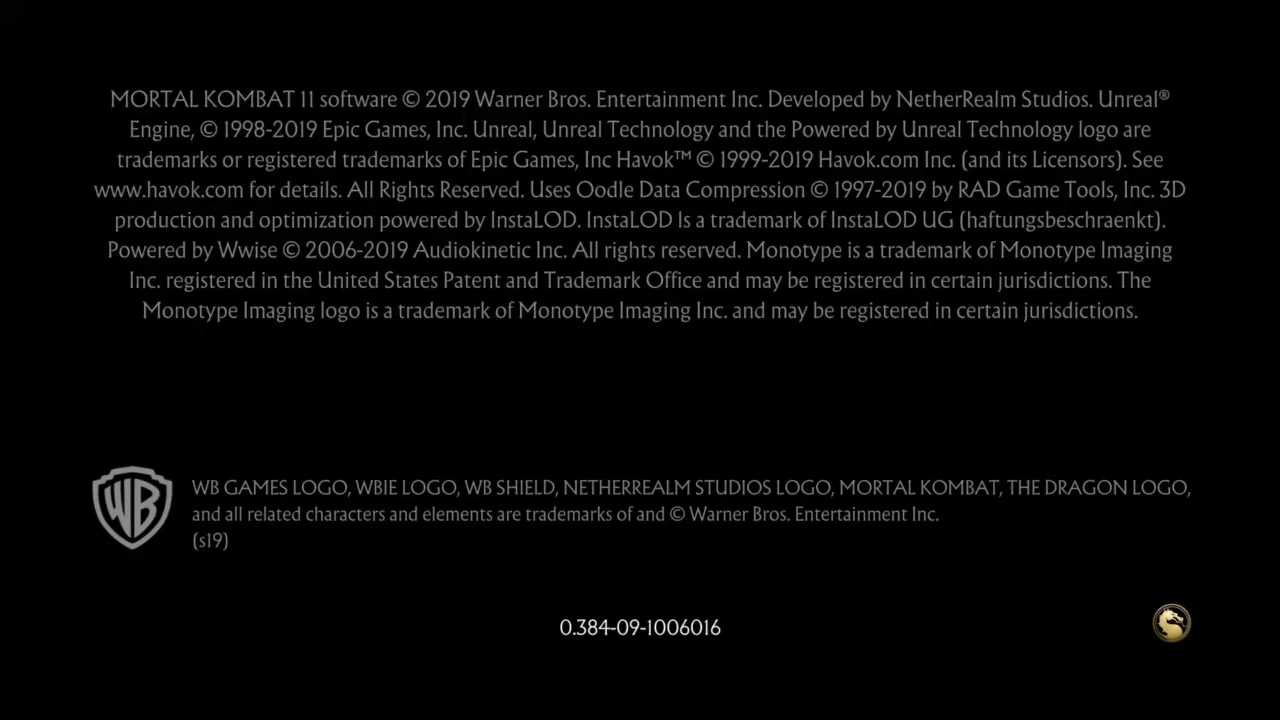 MORTAL KOMBAT 11 software © 2019 Warner Bros. Entertainment Inc. Developed by NetherRealm Studios. Unreal®
Engine, © 1998-2019 Epic Games, Inc. Unreal, Unreal Technology and the Powered by Unreal Technology logo are
trademarks or registered trademarks of Epic Games, Inc Havok™ © 1999-2019 Havok.com Inc. (and its Licensors). See
www.havok.com for details. All Rights Reserved. Uses Oodle Data Compression © 1997-2019 by RAD Game Tools, Inc. 3D
production and optimization powered by InstaLOD. InstaLOD Is a trademark of InstaLOD UG (haftungsbeschraenkt).
Powered by Wwise © 2006-2019 Audiokinetic Inc. All rights reserved. Monotype is a trademark of Monotype Imaging
Inc. registered in the United States Patent and Trademark Office and may be registered in certain jurisdictions. The
Monotype Imaging logo is a trademark of Monotype Imaging Inc. and may be registered in certain jurisdictions.
WB
WB GAMES LOGO, WBIE LOGO, WB SHIELD, NETHERREALM STUDIOS LOGO, MORTAL KOMBAT, THE DRAGON LOGO,
and all related characters and elements are trademarks of and © Warner Bros. Entertainment Inc.
(s19)
0.384-09-1006016